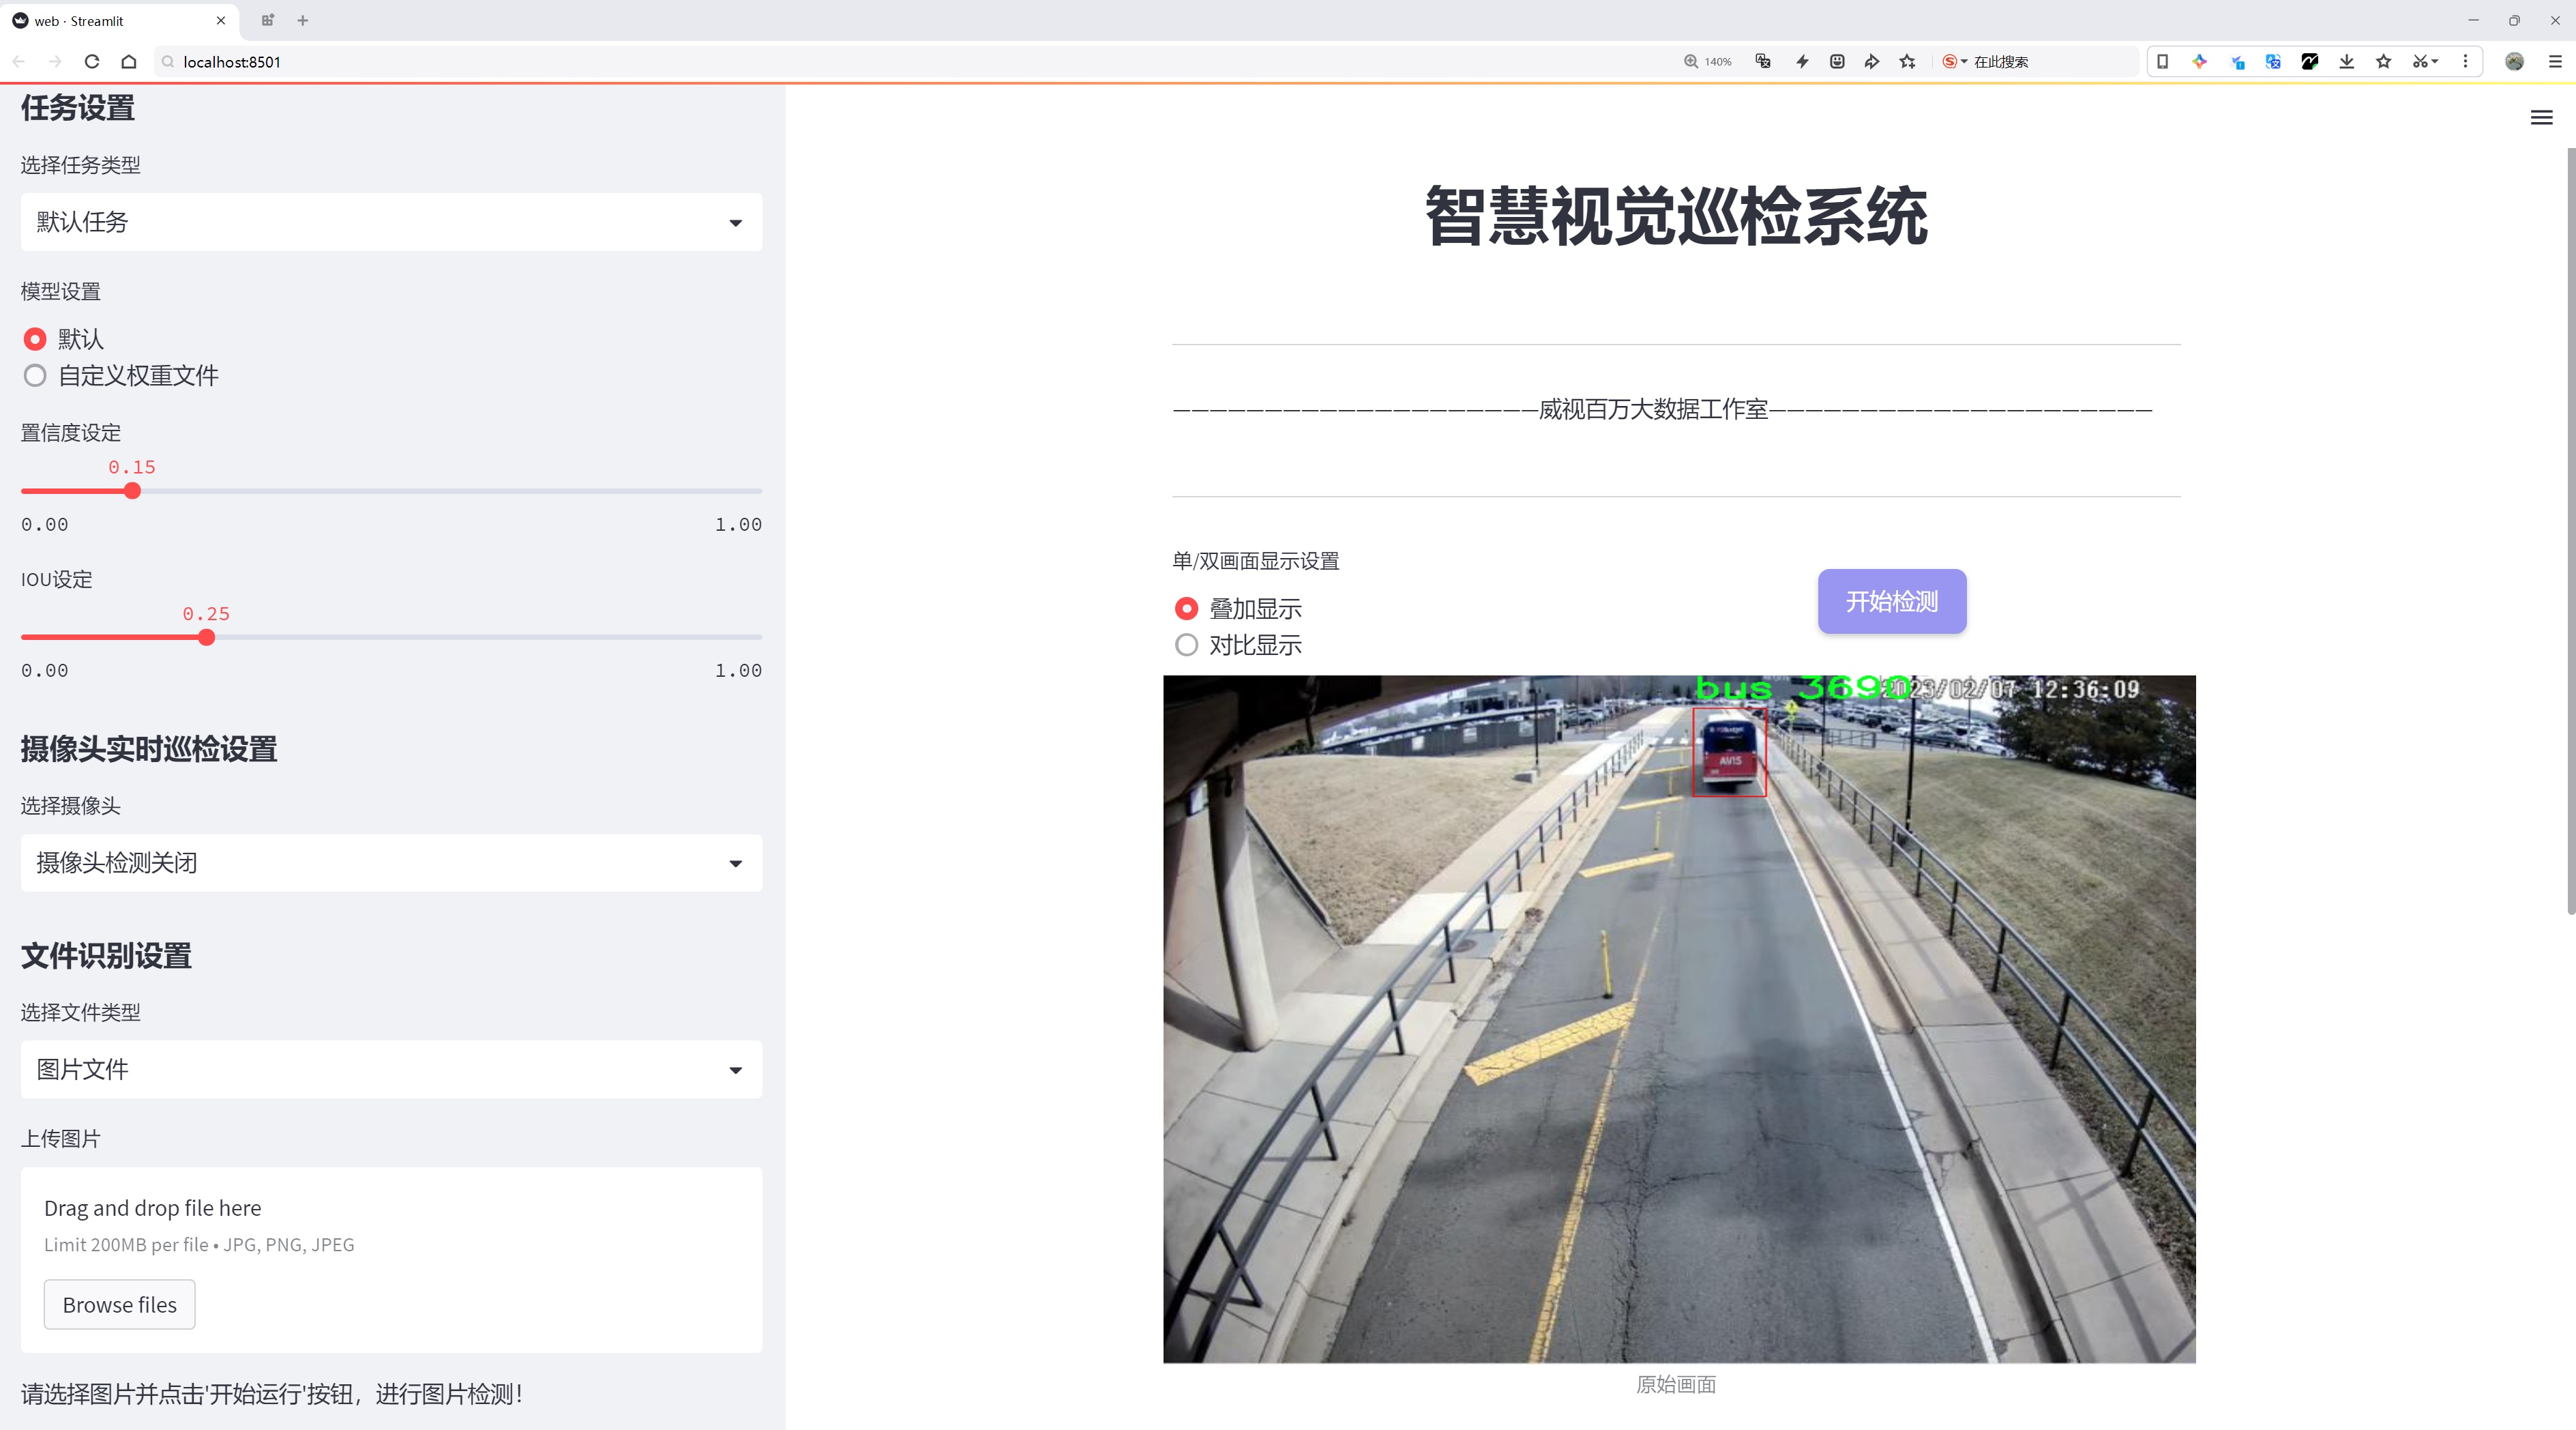 web · Streamlit
localhost:8501
140%
在此搜索
任务设置
选择任务类型
默认任务
模型设置
默认
自定义权重文件
置信度设定
0.15
0.00 1.00
IOU设定
0.25
0.00 1.00
摄像头实时巡检设置
选择摄像头
摄像头检测关闭
文件识别设置
选择文件类型
图片文件
上传图片
Drag and drop file here
Limit 200MB per file • JPG, PNG, JPEG
Browse files
请选择图片并点击'开始运行'按钮，进行图片检测！
智慧视觉巡检系统
————————————————————威视百万大数据工作室—————————————————————
单/双画面显示设置
叠加显示
对比显示
开始检测
bus 3690
23/02/07 12:36:09
AVIS
原始画面